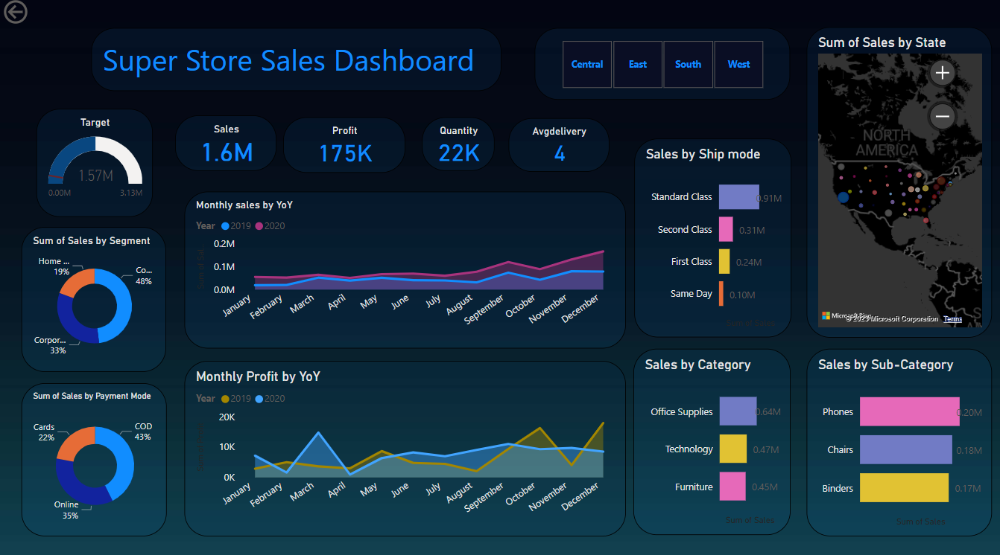 Super Store Sales Dashboard
Central
East
South
West
Sum of Sales by State
NORTH
AMERICA
Microsoft Bing
© 2023 Microsoft Corporation Terms
Target
1.57M
0.00M
3.13M
Sales
1.6M
Profit
175K
Quantity
22K
Avgdelivery
4
Sales by Ship mode
Standard Class 0.91M
Second Class 0.31M
First Class 0.24M
Same Day 0.10M
Sum of Sales
Monthly sales by YoY
Year 2019 2020
0.2M
0.1M
0.0M
January
February
March
April
May
June
July
August
September
October
November
December
Sum of Sales by Segment
Home ...
19%
Co...
48%
Corpor...
33%
Monthly Profit by YoY
Year 2019 2020
20K
10K
0K
January
February
March
April
May
June
July
August
September
October
November
December
Sum of Sales by Payment Mode
Cards
22%
COD
43%
Online
35%
Sales by Category
Office Supplies 0.64M
Technology 0.47M
Furniture 0.45M
Sum of Sales
Sales by Sub-Category
Phones 0.20M
Chairs 0.18M
Binders 0.17M
Sum of Sales